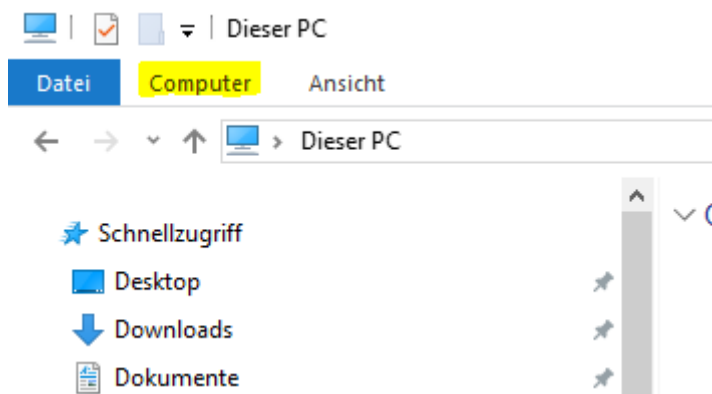 Dieser PC
Datei Computer Ansicht
Dieser PC
Schnellzugriff
Desktop
Downloads
Dokumente